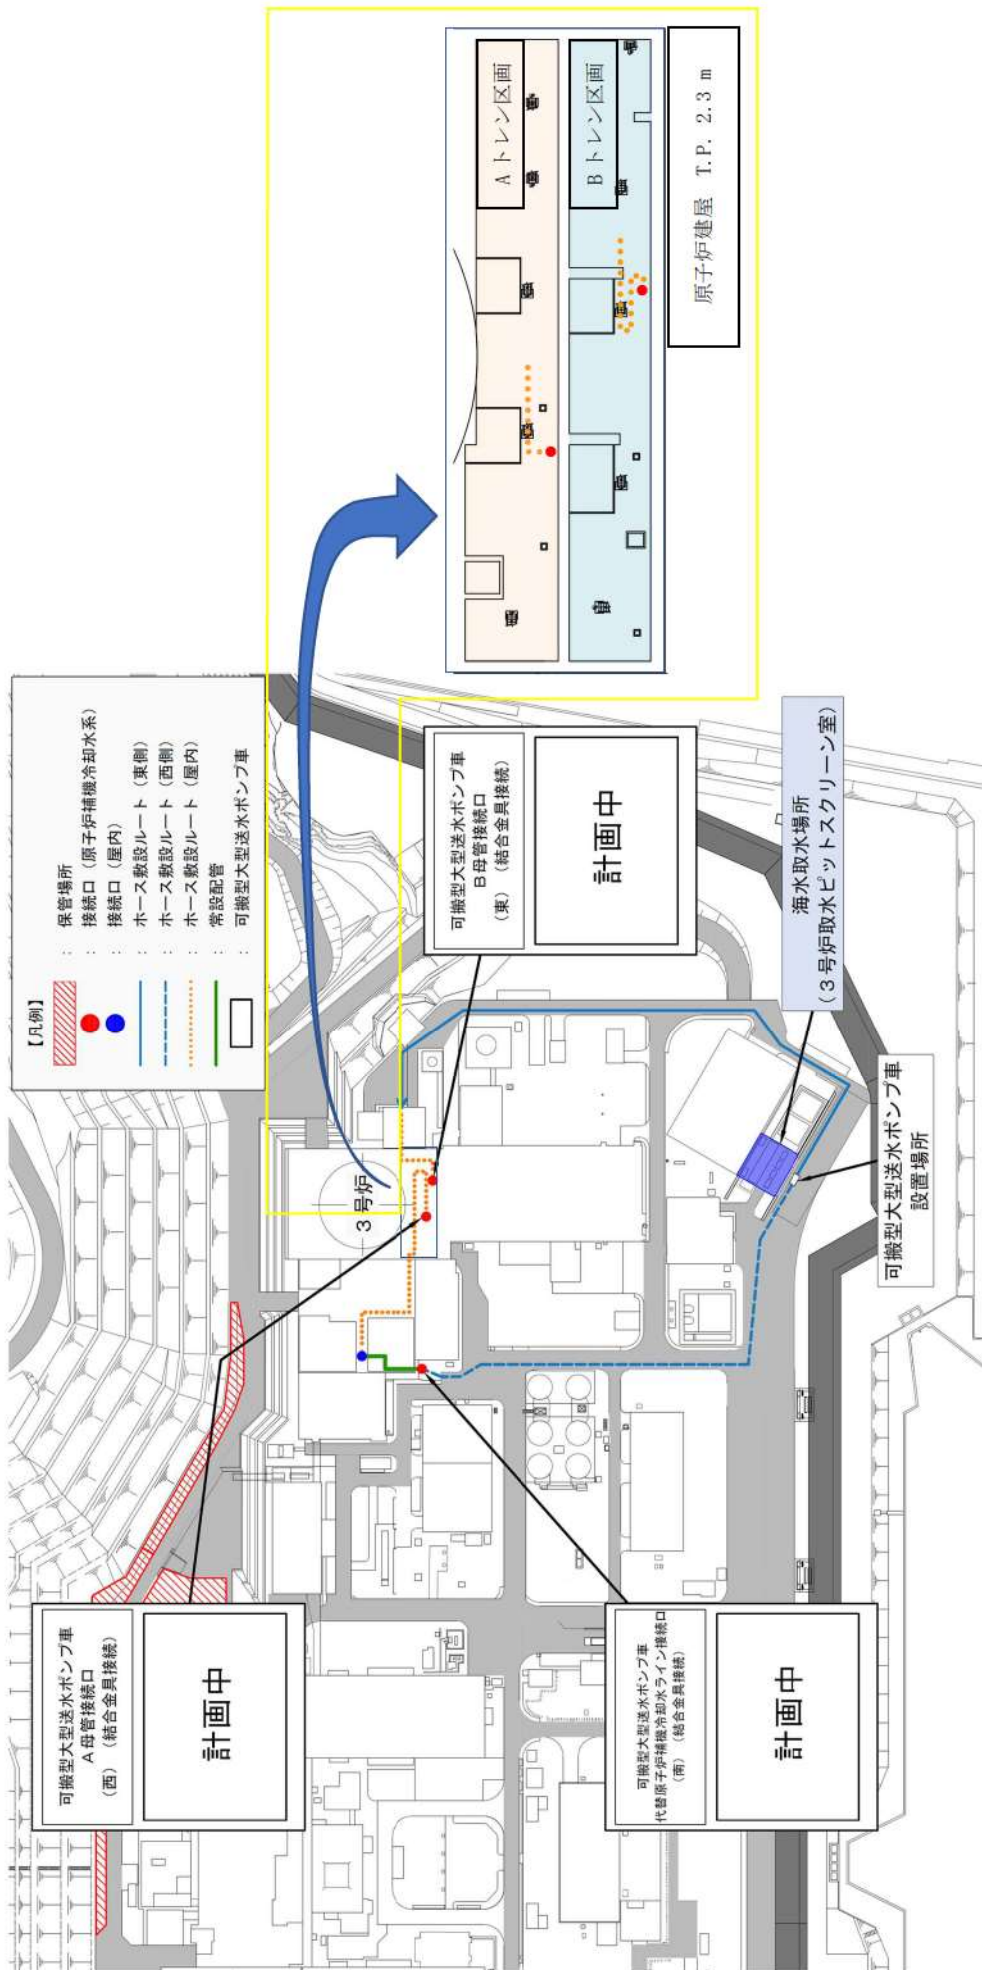 【凡例】
： 保管場所
： 接続口（原子炉補機冷却水系）
： 接続口（屋内）
： ホース敷設ルート（東側）
： ホース敷設ルート（西側）
： ホース敷設ルート（屋内）
： 常設配管
： 可搬型大型送水ポンプ車
Aトレン区画
Bトレン区画
原子炉建屋 T.P. 2.3 m
3号炉
可搬型大型送水ポンプ車
A母管接続口
（西）（結合金具接続）
計画中
可搬型大型送水ポンプ車
B母管接続口
（東）（結合金具接続）
計画中
可搬型大型送水ポンプ車
代替原子炉補機冷却水ライン接続口
（南）（結合金具接続）
計画中
海水取水場所
（3号炉取水ピットスクリーン室）
可搬型大型送水ポンプ車
設置場所